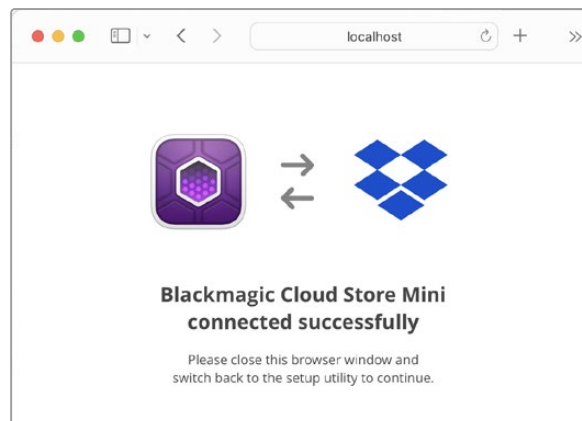 localhost
Blackmagic Cloud Store Mini
connected successfully
Please close this browser window and
switch back to the setup utility to continue.